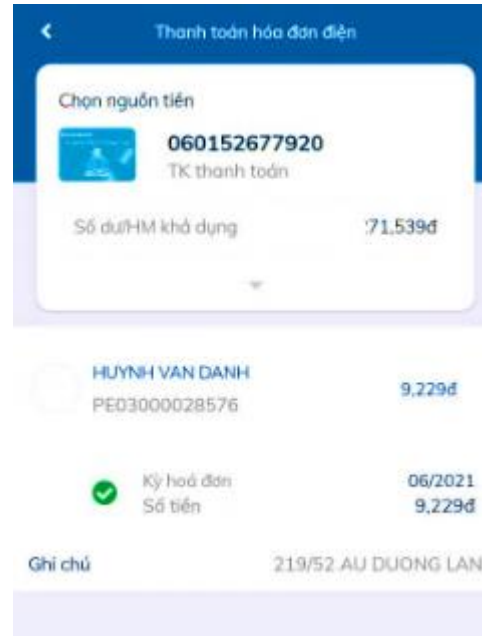 Thanh toán hóa đơn điện
Chọn nguồn tiền
060152677920
TK thanh toán
Số dư/HM khả dụng
71,539đ
HUYNH VAN DANH
9,229đ
PE03000028576
Kỳ hoá đơn
06/2021
Số tiền
9,229đ
Ghi chú
219/52 AU DUONG LAN